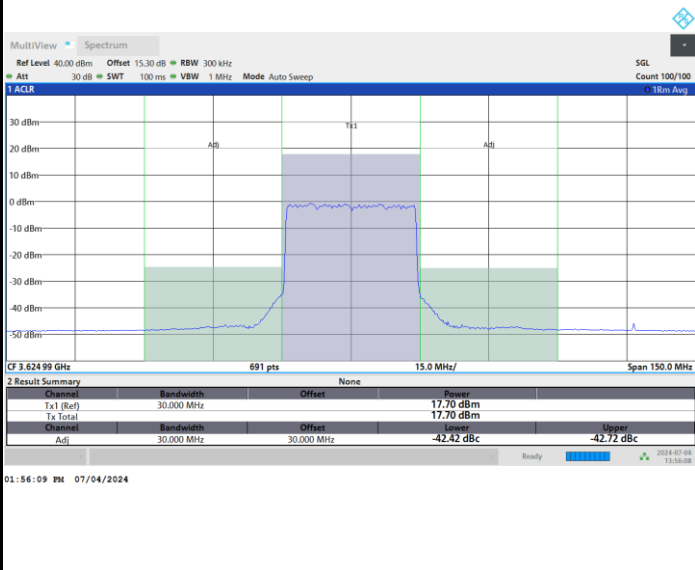 MultiView Spectrum
Ref Level 40.00 dBm Offset 15.30 dB RBW 300 kHz SGL
Att 30 dB SWT 100 ms VBW 1 MHz Mode Auto Sweep Count 100/100
1 ACLR 1Rm Avg
30 dBm
Tx1
20 dBm
Adj Adj
10 dBm
0 dBm
-10 dBm
-20 dBm
-30 dBm
-40 dBm
-50 dBm
CF 3.624 99 GHz 691 pts 15.0 MHz/ Span 150.0 MHz
2 Result Summary None
Channel Bandwidth Offset Power
Tx1 (Ref) 30.000 MHz 17.70 dBm
Tx Total 17.70 dBm
Channel Bandwidth Offset Lower Upper
Adj 30.000 MHz 30.000 MHz -42.42 dBc -42.72 dBc
Ready 2024-07-04
13:56:08
01:56:09 PM 07/04/2024